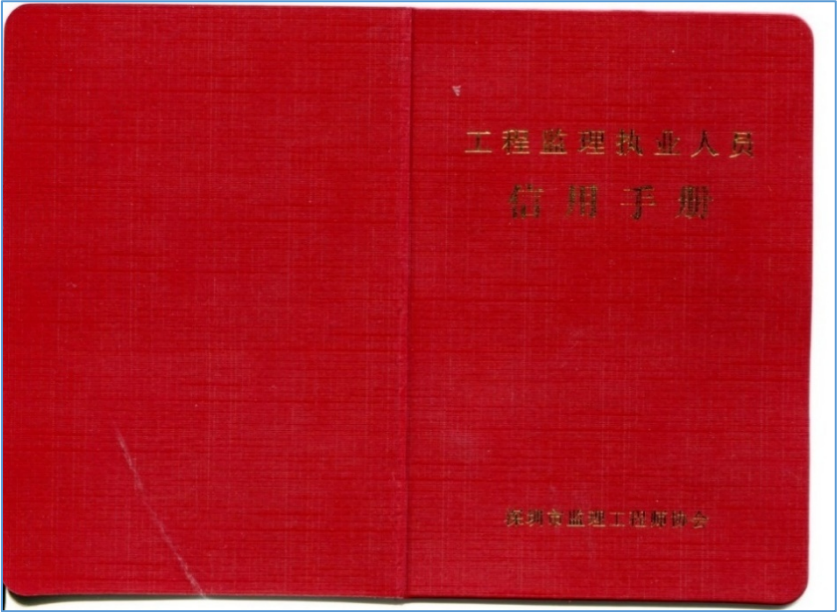 工程监理执业人员
信用手册
深圳市监理工程师协会